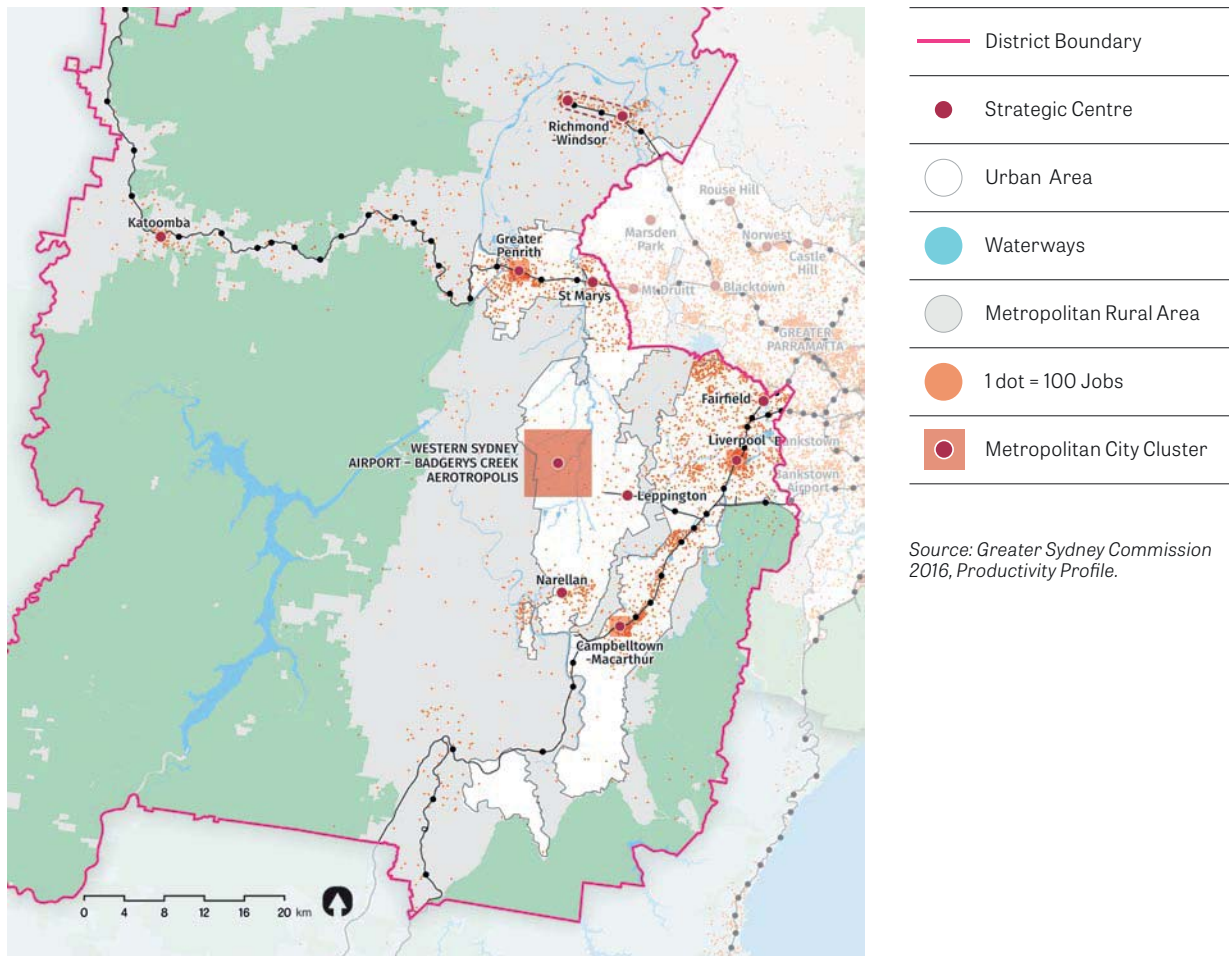 Richmond
-Windsor
Rouse Hill
Katoomba
Marsden
Park
Norwest
Castle
Hill
Greater
Penrith
St Marys
Mt Druitt
Blacktown
GREATER
PARRAMATTA
Fairfield
Liverpool
Bankstown
WESTERN SYDNEY
AIRPORT – BADGERYS CREEK
AEROTROPOLIS
Bankstown
Airport
Leppington
Narellan
Campbelltown
-Macarthur
0 4 8 12 16 20 km
District Boundary
Strategic Centre
Urban Area
Waterways
Metropolitan Rural Area
1 dot = 100 Jobs
Metropolitan City Cluster
Source: Greater Sydney Commission
2016, Productivity Profile.